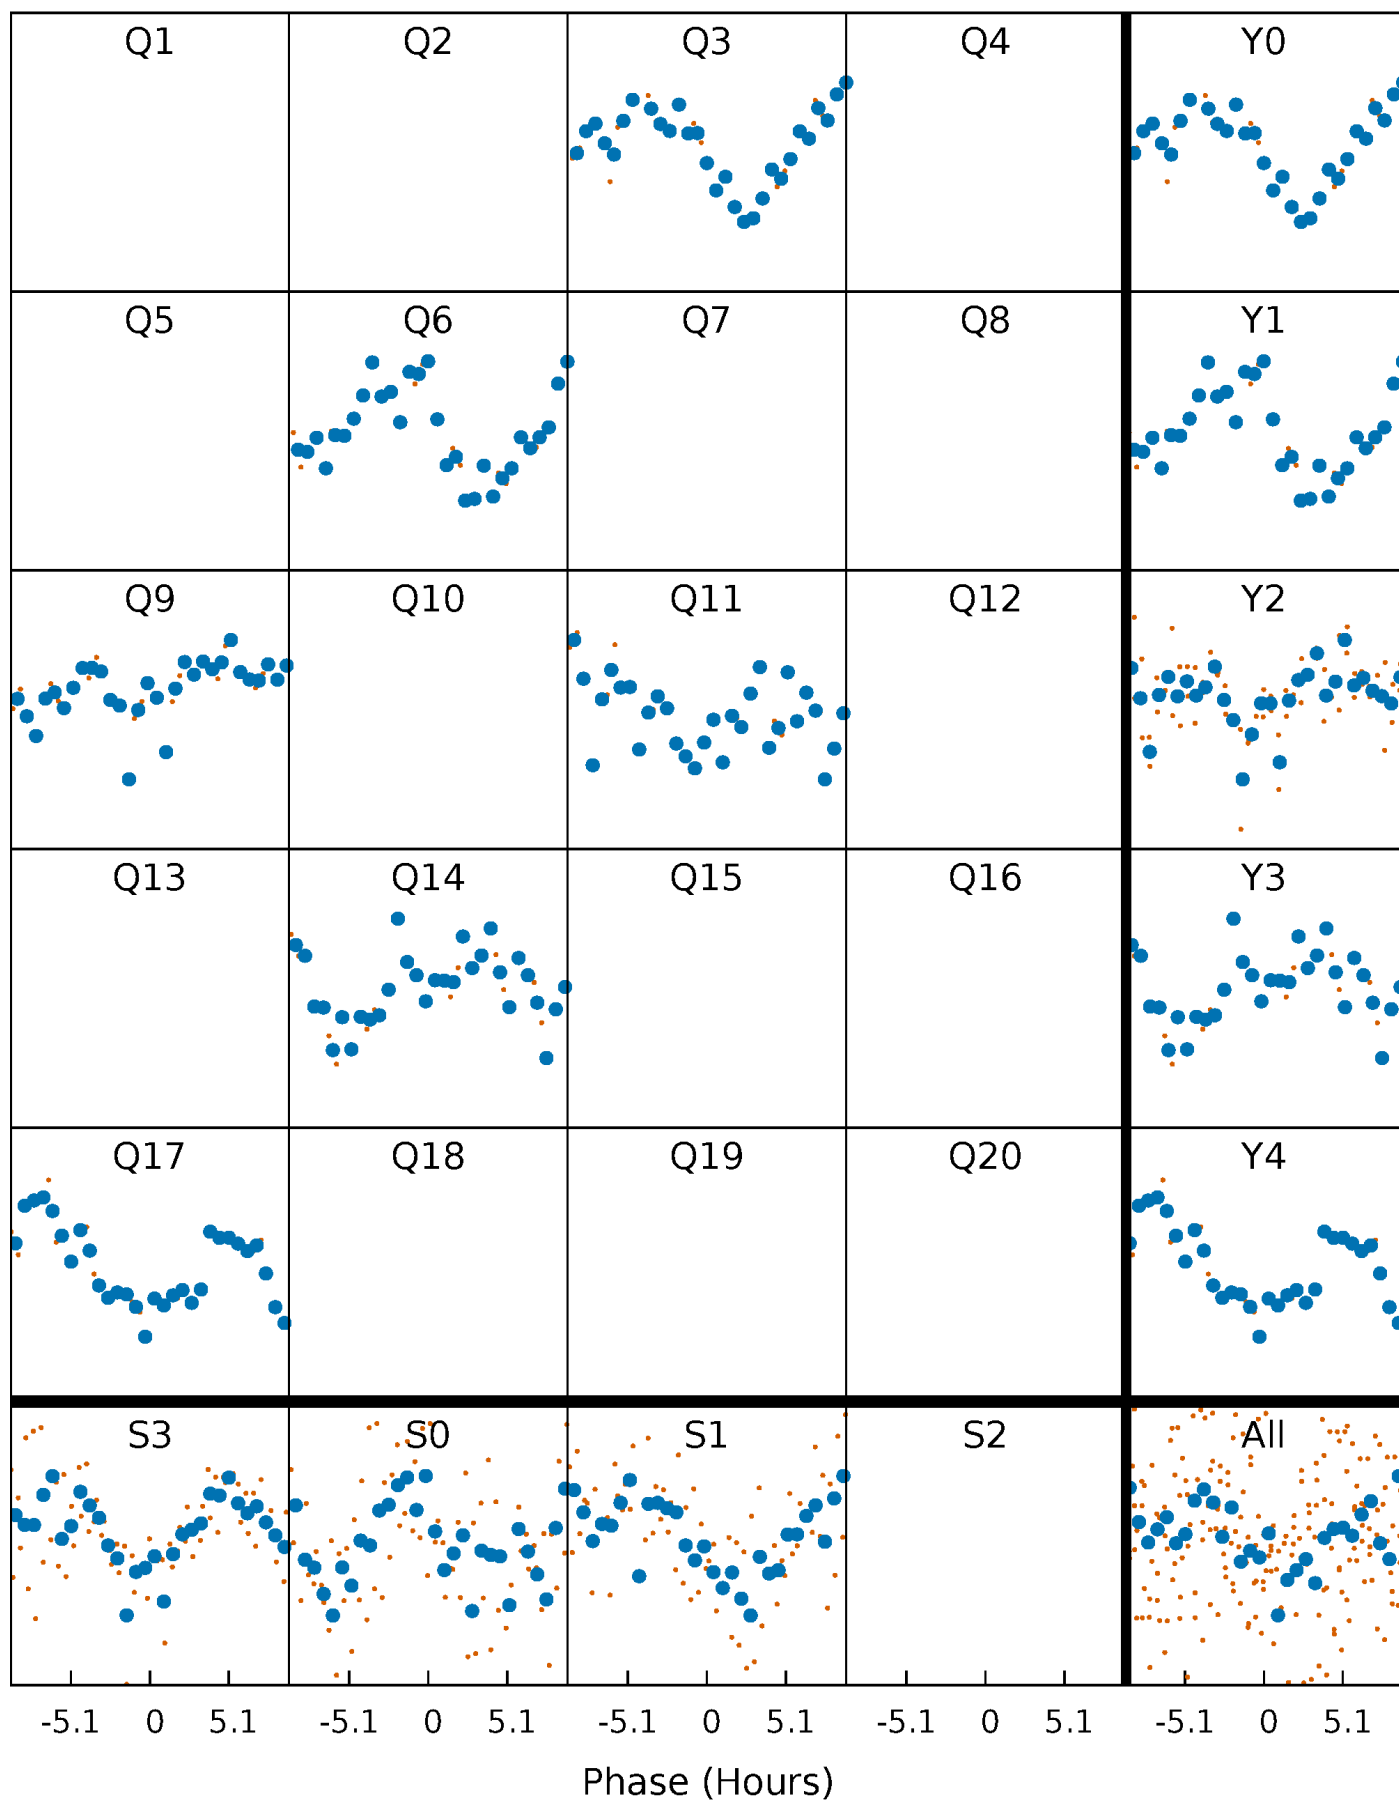 Q1 Q2 Q3 Q4 Y0
Q5 Q6 Q7 Q8 Y1
Q9 Q10 Q11 Q12 Y2
Q13 Q14 Q15 Q16 Y3
Q17 Q18 Q19 Q20 Y4
S3 S0 S1 S2 All
-5.1 0 5.1 -5.1 0 5.1 -5.1 0 5.1 -5.1 0 5.1 -5.1 0 5.1
Phase (Hours)